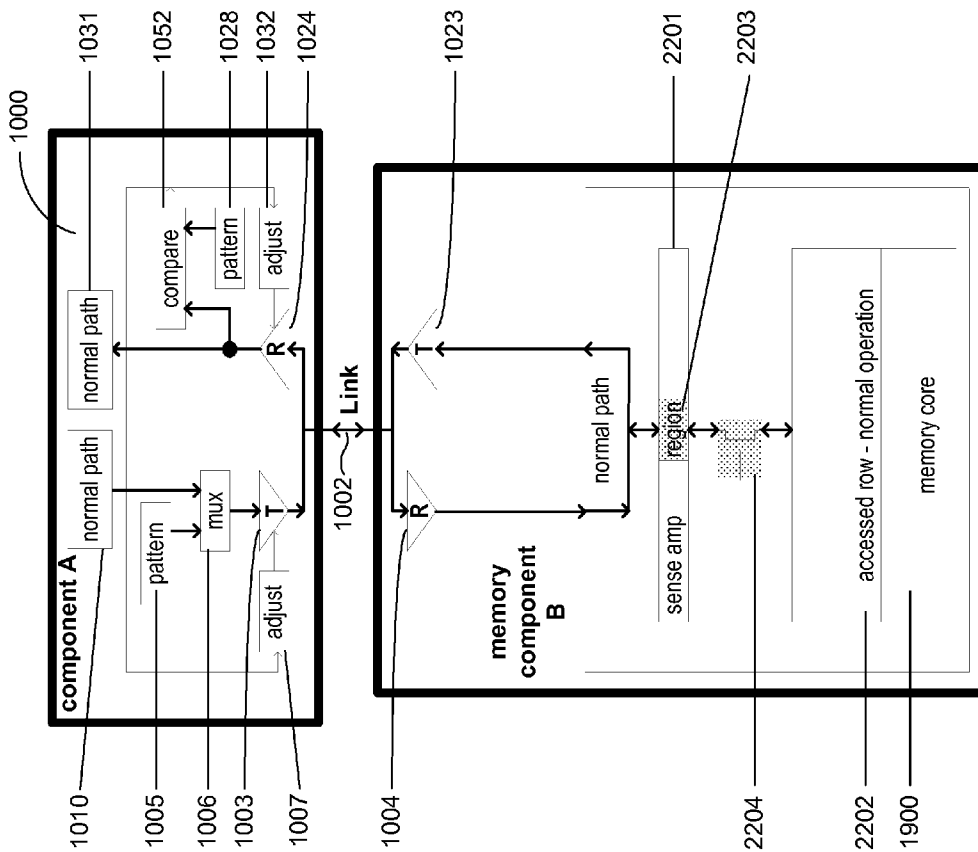 1000
1031
1052
1028
1032
1024
component A
normal path
normal path
pattern
mux
T
adjust
compare
pattern
adjust
R
1010
1005
1006
1003
1007
1002
Link
1023
1004
R
T
memory
component
B
normal path
2201
2203
sense amp
region
2204
accessed row - normal operation
memory core
2202
1900